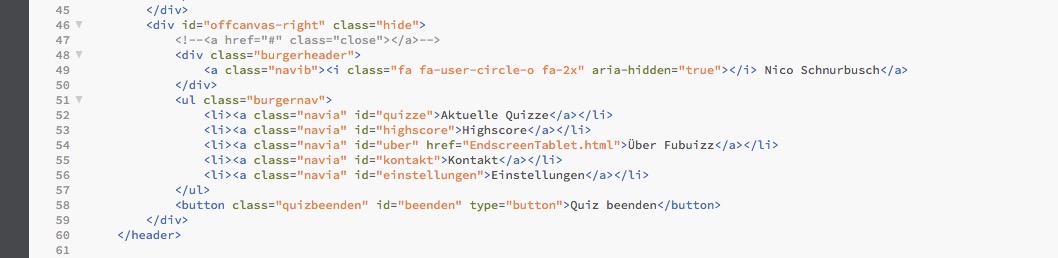 45 </div>
46 <div id="offcanvas-right" class="hide">
47 <!--<a href="#" class="close"></a>-->
48 <div class="burgerheader">
49 <a class="navib"><i class="fa fa-user-circle-o fa-2x" aria-hidden="true"></i> Nico Schnurbusch</a>
50 </div>
51 <ul class="burgernav">
52 <li><a class="navia" id="quizze">Aktuelle Quizze</a></li>
53 <li><a class="navia" id="highscore">Highscore</a></li>
54 <li><a class="navia" id="uber" href="EndscreenTablet.html">Über Fubuizz</a></li>
55 <li><a class="navia" id="kontakt">Kontakt</a></li>
56 <li><a class="navia" id="einstellungen">Einstellungen</a></li>
57 </ul>
58 <button class="quizbeenden" id="beenden" type="button">Quiz beenden</button>
59 </div>
60 </header>
61